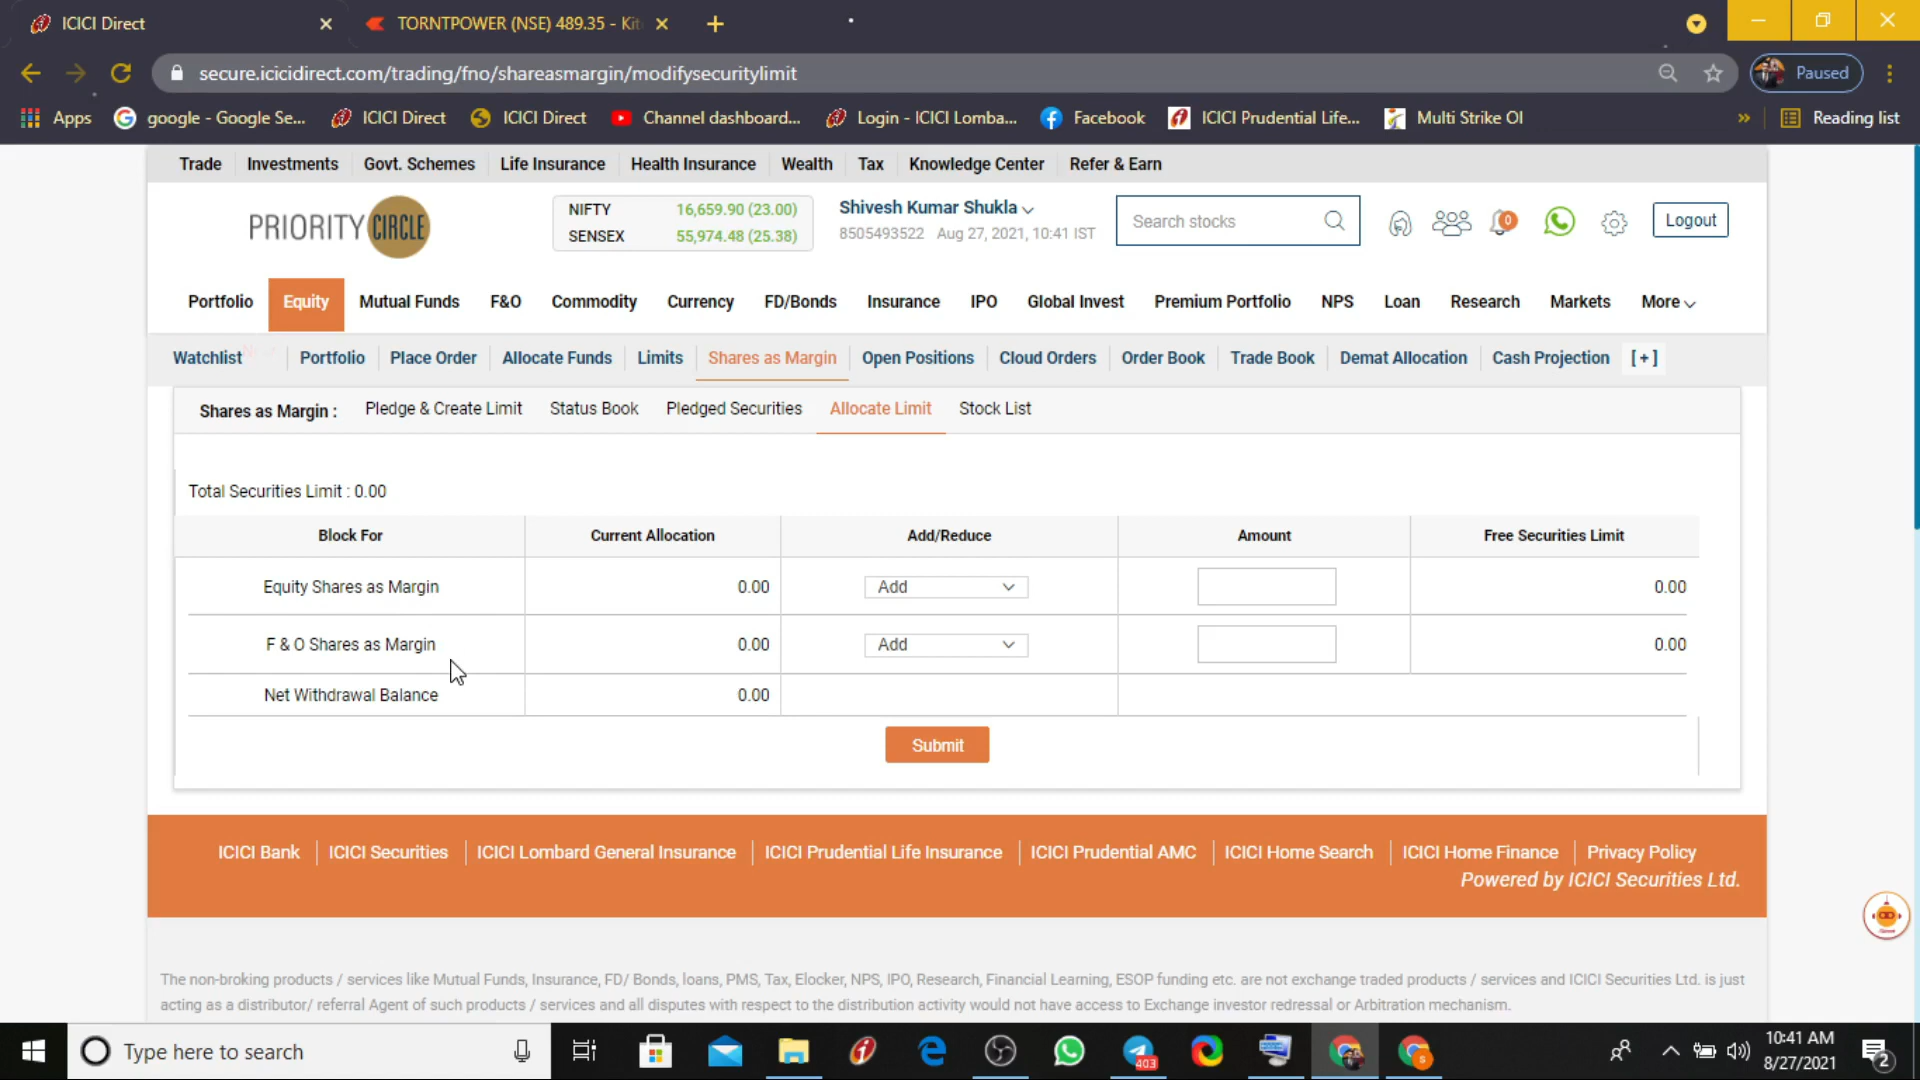 ICICI Direct
TORNTPOWER (NSE) 489.35 - Kit
secure.icicidirect.com/trading/fno/shareasmargin/modifysecuritylimit
Paused
Apps google - Google Se... ICICI Direct ICICI Direct Channel dashboard... Login - ICICI Lomba... Facebook ICICI Prudential Life... Multi Strike OI » Reading list
Trade Investments Govt. Schemes Life Insurance Health Insurance Wealth Tax Knowledge Center Refer & Earn
PRIORITY CIRCLE
NIFTY 16,659.90 (23.00)
SENSEX 55,974.48 (25.38)
Shivesh Kumar Shukla
8505493522 Aug 27, 2021, 10:41 IST
Search stocks
0
Logout
Portfolio Equity Mutual Funds F&O Commodity Currency FD/Bonds Insurance IPO Global Invest Premium Portfolio NPS Loan Research Markets More
Watchlist Portfolio Place Order Allocate Funds Limits Shares as Margin Open Positions Cloud Orders Order Book Trade Book Demat Allocation Cash Projection [+]
Shares as Margin : Pledge & Create Limit Status Book Pledged Securities Allocate Limit Stock List
Total Securities Limit : 0.00
Block For Current Allocation Add/Reduce Amount Free Securities Limit
Equity Shares as Margin 0.00 Add 0.00
F & O Shares as Margin 0.00 Add 0.00
Net Withdrawal Balance 0.00
Submit
ICICI Bank ICICI Securities ICICI Lombard General Insurance ICICI Prudential Life Insurance ICICI Prudential AMC ICICI Home Search ICICI Home Finance Privacy Policy
Powered by ICICI Securities Ltd.
The non-broking products / services like Mutual Funds, Insurance, FD/ Bonds, loans, PMS, Tax, Elocker, NPS, IPO, Research, Financial Learning, ESOP funding etc. are not exchange traded products / services and ICICI Securities Ltd. is just
acting as a distributor/ referral Agent of such products / services and all disputes with respect to the distribution activity would not have access to Exchange investor redressal or Arbitration mechanism.
Type here to search
403
10:41 AM
8/27/2021
2